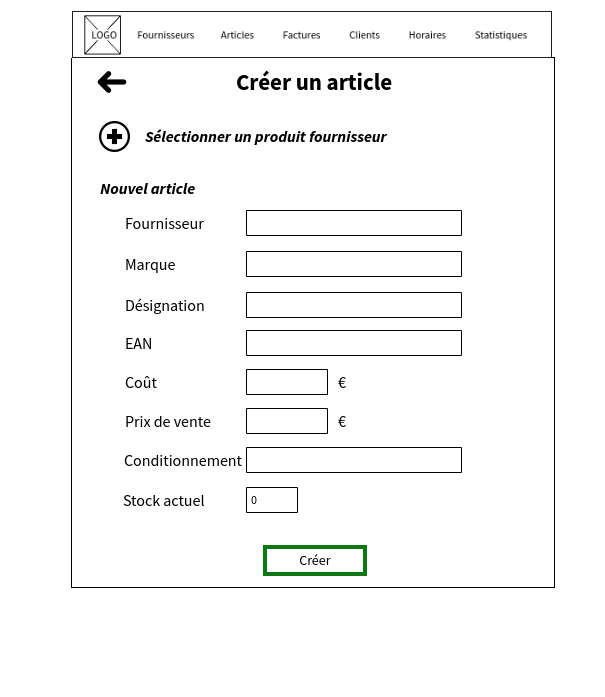 LOGO Fournisseurs Articles Factures Clients Horaires Statistiques
Créer un article
Sélectionner un produit fournisseur
Nouvel article
Fournisseur
Marque
Désignation
EAN
Coût €
Prix de vente €
Conditionnement
Stock actuel 0
Créer